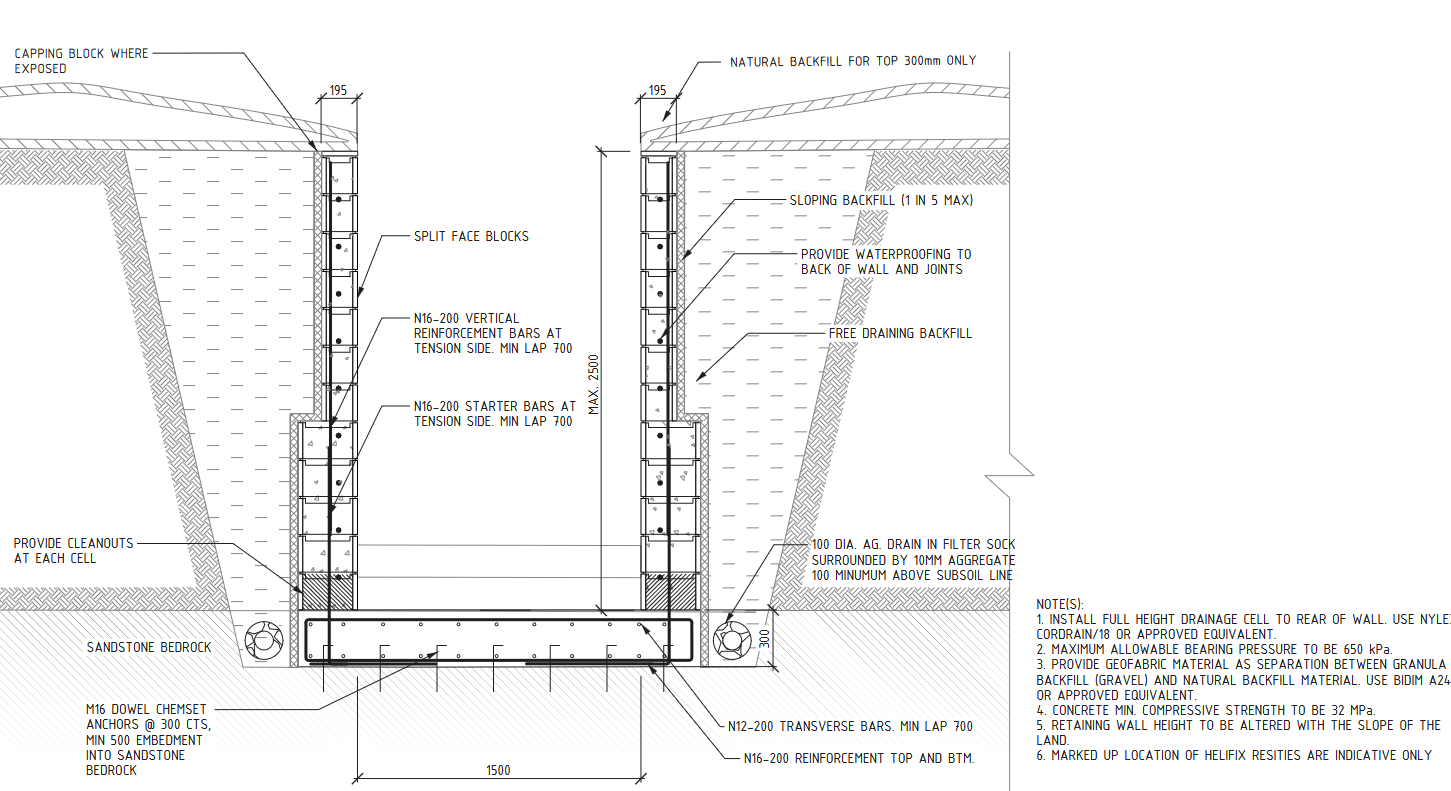 CAPPING BLOCK WHERE
EXPOSED
195
195
NATURAL BACKFILL FOR TOP 300mm ONLY
SLOPING BACKFILL (1 IN 5 MAX)
SPLIT FACE BLOCKS
PROVIDE WATERPROOFING TO
BACK OF WALL AND JOINTS
N16-200 VERTICAL
REINFORCEMENT BARS AT
TENSION SIDE. MIN LAP 700
FREE DRAINING BACKFILL
MAX. 2500
N16-200 STARTER BARS AT
TENSION SIDE. MIN LAP 700
PROVIDE CLEANOUTS
AT EACH CELL
100 DIA. AG. DRAIN IN FILTER SOCK
SURROUNDED BY 10MM AGGREGATE
100 MINUMUM ABOVE SUBSOIL LINE
SANDSTONE BEDROCK
300
M16 DOWEL CHEMSET
ANCHORS @ 300 CTS,
MIN 500 EMBEDMENT
INTO SANDSTONE
BEDROCK
N12-200 TRANSVERSE BARS. MIN LAP 700
N16-200 REINFORCEMENT TOP AND BTM.
1500
NOTE(S):
1. INSTALL FULL HEIGHT DRAINAGE CELL TO REAR OF WALL. USE
CORDRAIN/18 OR APPROVED EQUIVALENT.
2. MAXIMUM ALLOWABLE BEARING PRESSURE TO BE 650 kPa.
3. PROVIDE GEOFABRIC MATERIAL AS SEPARATION BETWEEN GRANULA
BACKFILL (GRAVEL) AND NATURAL BACKFILL MATERIAL. USE BIDIM A24
OR APPROVED EQUIVALENT.
4. CONCRETE MIN. COMPRESSIVE STRENGTH TO BE 32 MPa.
5. RETAINING WALL HEIGHT TO BE ALTERED WITH THE SLOPE OF THE
LAND.
6. MARKED UP LOCATION OF HELIFIX RESITIES ARE INDICATIVE ONLY